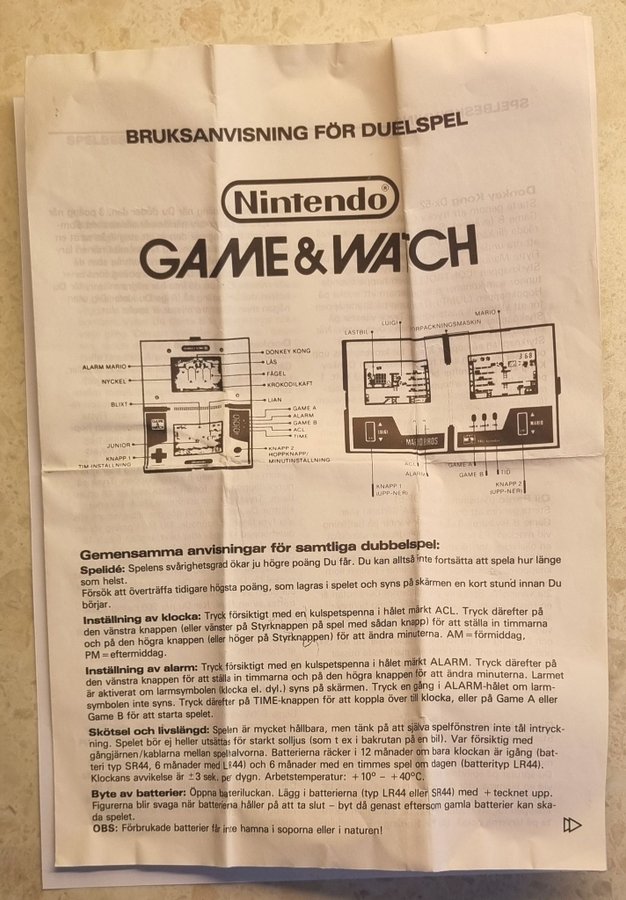 BRUKSANVISNING FÖR DUELSPEL
Nintendo®
GAME & WATCH
DONKEY KONG
LÅS
FÅGEL
KROKODILKÄFT
LIAN
GAME A
ALARM
GAME B
ACL
TIME
KNAPP 2
HOPPKNAPP/
MINUTINSTÄLLNING
ALARM MARIO
NYCKEL
BLIXT
JUNIOR
KNAPP 1
TIM-INSTÄLLNING
LASTBIL
LUIGI
FÖRPACKNINGSMASKIN
MARIO
368
LUIGI
MARIO BROS
MARIO
ACL
ALARM
GAME A
GAME B
TID
KNAPP 1
(UPP-NER)
KNAPP 2
(UPP-NER)
Gemensamma anvisningar för samtliga dubbelspel:
Spelidé: Spelens svårighetsgrad ökar ju högre poäng Du får. Du kan alltså inte fortsätta att spela hur länge
som helst.
Försök att överträffa tidigare högsta poäng, som lagras i spelet och syns på skärmen en kort stund innan Du
börjar.
Inställning av klocka: Tryck försiktigt med en kulspetspenna i hålet märkt ACL. Tryck därefter på
den vänstra knappen (eller vänster på Styrknappen på spel med sådan knapp) för att ställa in timmarna
och på den högra knappen (eller höger på Styrknappen) för att ändra minuterna. AM = förmiddag,
PM = eftermiddag.
Inställning av alarm: Tryck försiktigt med en kulspetspenna i hålet märkt ALARM. Tryck därefter på
den vänstra knappen för att ställa in timmarna och på den högra knappen för att ändra minuterna. Larmet
är aktiverat om larmsymbolen (klocka el. dyl.) syns på skärmen. Tryck en gång i ALARM-hålet om larm-
symbolen inte syns. Tryck därefter på TIME-knappen för att koppla över till klocka, eller på Game A eller
Game B för att starta spelet.
Skötsel och livslängd: Spelen är mycket hållbara, men tänk på att själva spelfönstren inte tål intryck-
ning. Spelet bör ej heller utsättas för starkt solljus (som t ex i bakrutan på en bil). Var försiktig med
gångjärnen/kablarna mellan spelhalvorna. Batterierna räcker i 12 månader om bara klockan är igång (bat-
teri typ SR44, 6 månader med LR44) och 6 månader med en timmes spel om dagen (batterityp LR44).
Klockans avvikelse är ±3 sek. per dygn. Arbetstemperatur: +10° – +40°C.
Byte av batterier: Öppna bateriluckan. Lägg i batterierna (typ LR44 eller SR44) med + tecknet upp.
Figurerna blir svaga när batterierna håller på att ta slut – byt då genast eftersom gamla batterier kan ska-
da spelet.
OBS: Förbrukade batterier får inte hamna i soporna eller i naturen!